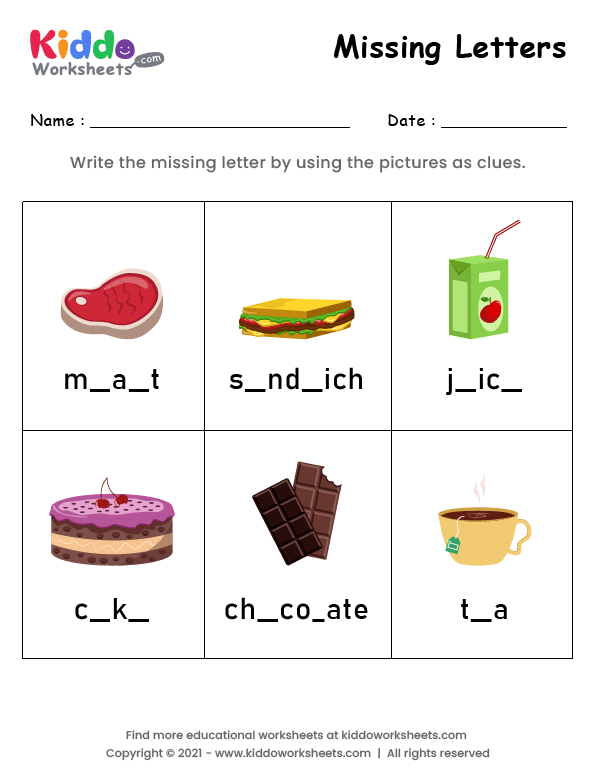 Kiddo
Worksheets.com
Missing Letters
Name : ____________ Date : ____________
Write the missing letter by using the pictures as clues.
m_a_t s_nd_ich j_ic_
c_k_ ch_co_ate t_a
Find more educational worksheets at kiddoworksheets.com
Copyright © 2021 - www.kiddoworksheets.com | All rights reserved